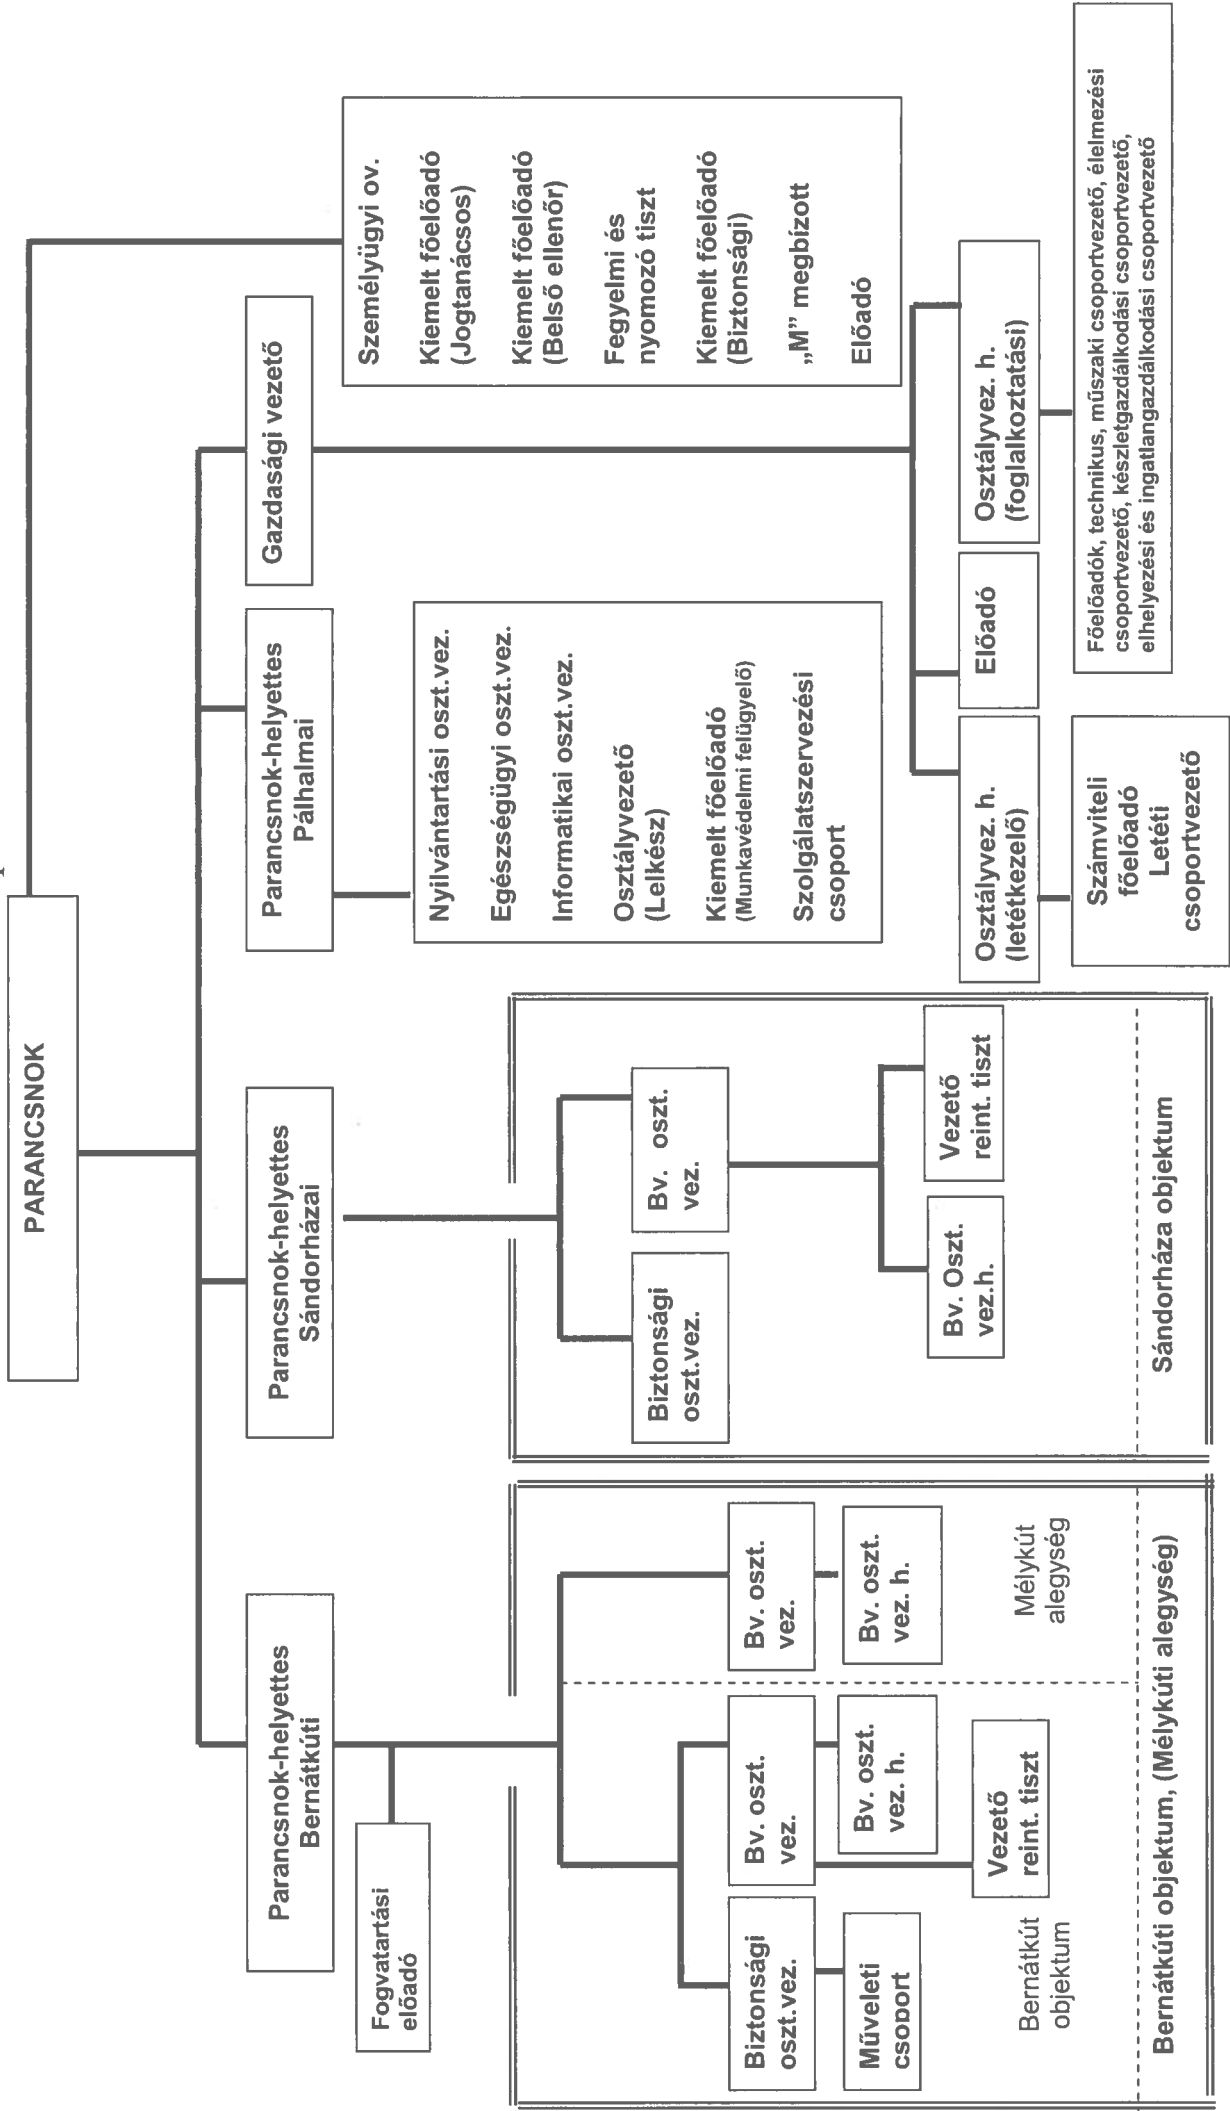 PARANCSNOK
Parancsnok-helyettes
Bernátkúti
Parancsnok-helyettes
Sándorházai
Parancsnok-helyettes
Pálhalmai
Gazdasági vezető
Fogvatartási
előadó
Személyügyi ov.
Kiemelt főelőadó
(Jogtanácsos)
Kiemelt főelőadó
(Belső ellenőr)
Fegyelmi és
nyomozó tiszt
Kiemelt főelőadó
(Biztonsági)
„M” megbízott
Előadó
Nyilvántartási oszt.vez.
Egészségügyi oszt.vez.
Informatikai oszt.vez.
Osztályvezető
(Lelkész)
Kiemelt főelőadó
(Munkavédelmi felügyelő)
Szolgálatszervezési
csoport
Biztonsági
oszt.vez.
Bv. oszt.
vez.
Bv. oszt.
vez.
Műveleti
csoport
Bv. oszt.
vez. h.
Bv. oszt.
vez. h.
Vezető
reint. tiszt
Bernátkút
objektum
Mélykút
alegység
Bernátkúti objektum, (Mélykúti alegység)
Biztonsági
oszt.vez.
Bv. oszt.
vez.
Bv. Oszt.
vez.h.
Vezető
reint. tiszt
Sándorháza objektum
Osztályvez. h.
(letétkezelő)
Előadó
Osztályvez. h.
(foglalkoztatási)
Számviteli
főelőadó
Letéti
csoportvezető
Főelőadók, technikus, műszaki csoportvezető, élelmezési
csoportvezető, készletgazdálkodási csoportvezető,
elhelyezési és ingatlangazdálkodási csoportvezető